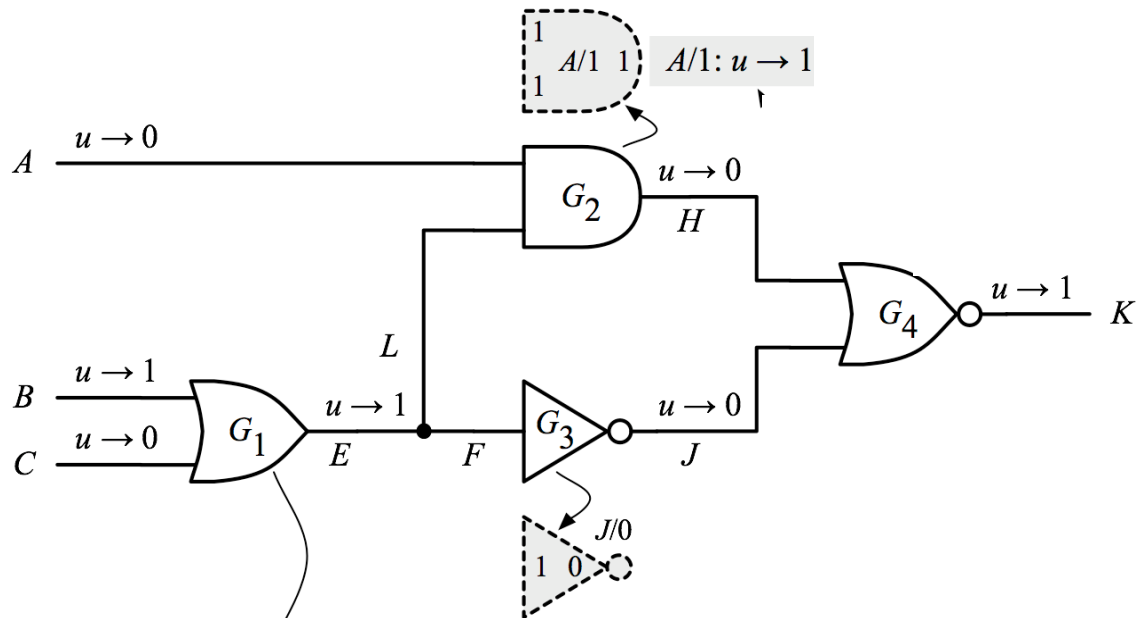 1
A/1 1
1
A/1: u → 1
A
u → 0
G2
u → 0
H
G4
u → 1
K
L
B
u → 1
C
u → 0
G1
u → 1
E
F
G3
u → 0
J
J/0
1 0